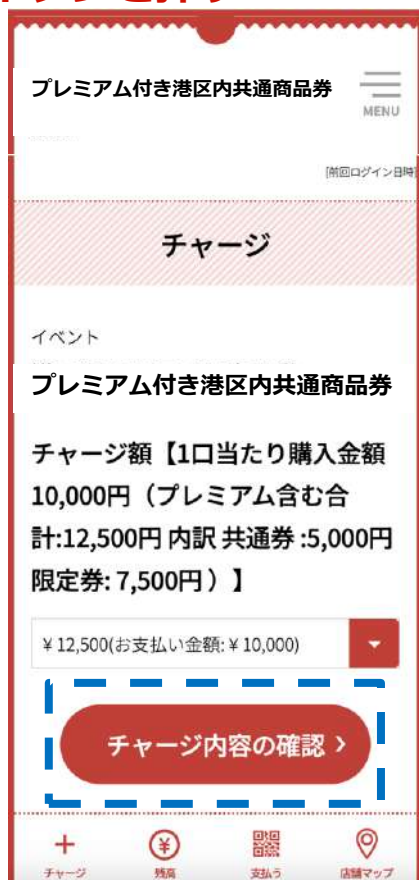 プレミアム付き港区内共通商品券
MENU
[前回ログイン日時]
チャージ
イベント
プレミアム付き港区内共通商品券
チャージ額【1口当たり購入金額
10,000円（プレミアム含む合
計:12,500円 内訳 共通券 :5,000円
限定券: 7,500円 ）】
¥ 12,500(お支払い金額: ¥ 10,000)
チャージ内容の確認 ›
チャージ 残高 支払う 店舗マップ